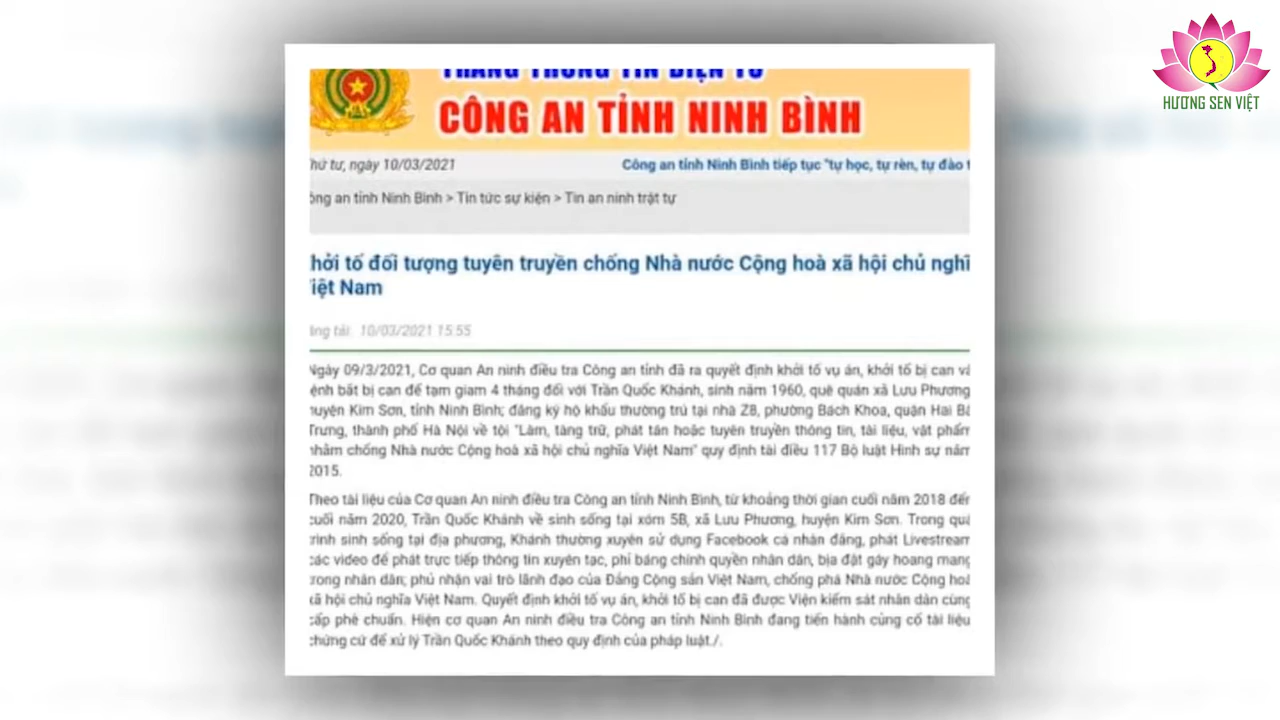 HƯƠNG SEN VIỆT
TRANG THÔNG TIN ĐIỆN TỬ
CÔNG AN TỈNH NINH BÌNH
hứ tư, ngày 10/03/2021
Công an tỉnh Ninh Bình tiếp tục "tự học, tự rèn, tự đào t
ông an tỉnh Ninh Bình > Tin tức sự kiện > Tin an ninh trật tự
hởi tố đối tượng tuyên truyền chống Nhà nước Cộng hoà xã hội chủ nghĩ
iệt Nam
ăng tải: 10/03/2021 15:55
Ngày 09/3/2021, Cơ quan An ninh điều tra Công an tỉnh đã ra quyết định khởi tố vụ án, khởi tố bị can và
ệnh bắt bị can để tạm giam 4 tháng đối với Trần Quốc Khánh, sinh năm 1960, quê quán xã Lưu Phương,
huyện Kim Sơn, tỉnh Ninh Bình; đăng ký hộ khẩu thường trú tại nhà Z8, phường Bách Khoa, quận Hai Bà
Trưng, thành phố Hà Nội về tội "Làm, tàng trữ, phát tán hoặc tuyên truyền thông tin, tài liệu, vật phẩm
nhằm chống Nhà nước Cộng hoà xã hội chủ nghĩa Việt Nam" quy định tài điều 117 Bộ luật Hình sự năm
2015.
Theo tài liệu của Cơ quan An ninh điều tra Công an tỉnh Ninh Bình, từ khoảng thời gian cuối năm 2018 đến
cuối năm 2020, Trần Quốc Khánh về sinh sống tại xóm 5B, xã Lưu Phương, huyện Kim Sơn. Trong quá
trình sinh sống tại địa phương, Khánh thường xuyên sử dụng Facebook cá nhân đăng, phát Livestream
các video để phát trực tiếp thông tin xuyên tạc, phỉ báng chính quyền nhân dân, bịa đặt gây hoang mang
trong nhân dân; phủ nhận vai trò lãnh đạo của Đảng Cộng sản Việt Nam, chống phá Nhà nước Cộng hoà
xã hội chủ nghĩa Việt Nam. Quyết định khởi tố vụ án, khởi tố bị can đã được Viện kiểm sát nhân dân cùng
cấp phê chuẩn. Hiện cơ quan An ninh điều tra Công an tỉnh Ninh Bình đang tiến hành củng cố tài liệu,
chứng cứ để xử lý Trần Quốc Khánh theo quy định của pháp luật./.